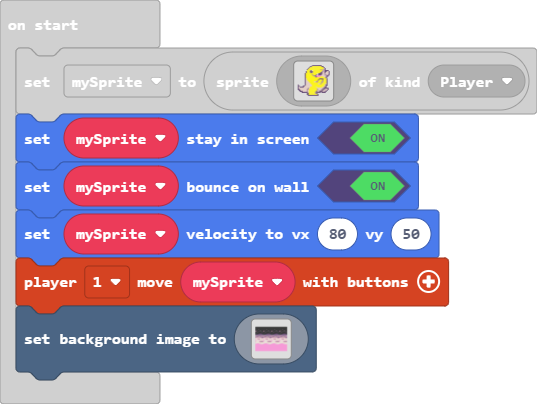 on start
set mySprite to sprite of kind Player
set mySprite stay in screen ON
set mySprite bounce on wall ON
set mySprite velocity to vx 80 vy 50
player 1 move mySprite with buttons
set background image to